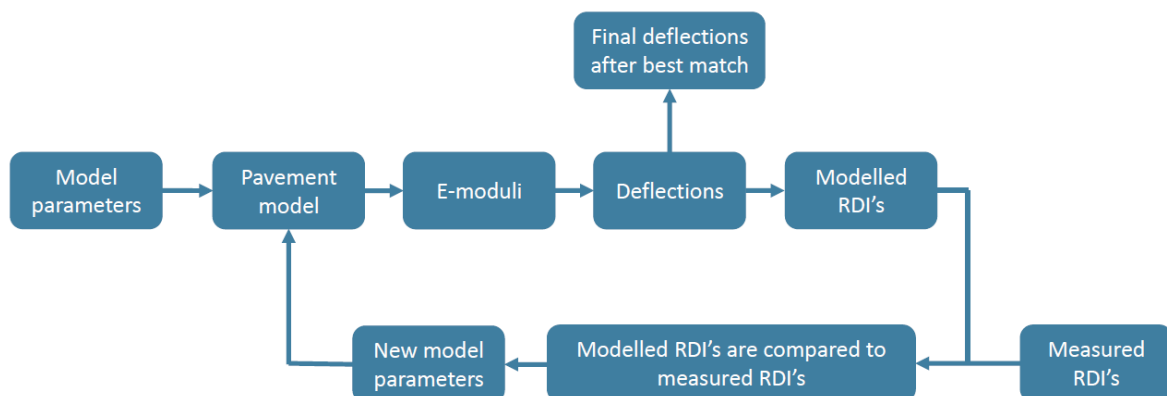 Final deflections
after best match
Model
parameters
Pavement
model
E-moduli
Deflections
Modelled
RDI's
New model
parameters
Modelled RDI's are compared to
measured RDI's
Measured
RDI's